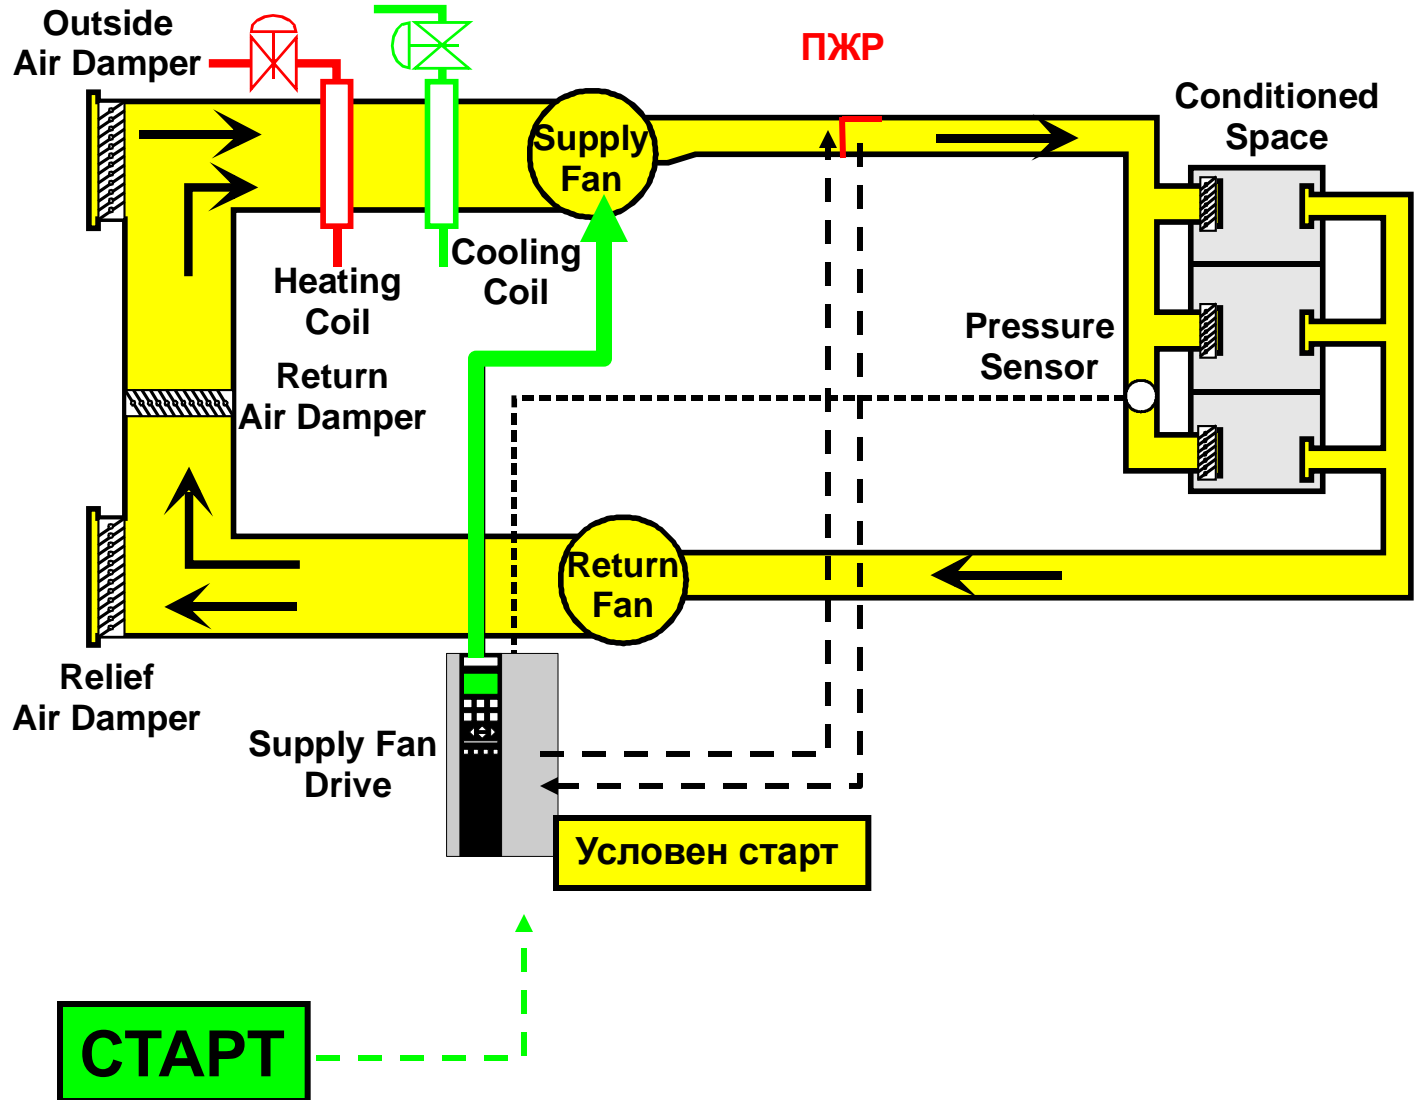 Outside
Air Damper
ПЖР
Conditioned
Space
Supply
Fan
Cooling
Coil
Heating
Coil
Pressure
Sensor
Return
Air Damper
Return
Fan
Relief
Air Damper
Supply Fan
Drive
Условен старт
СТАРТ